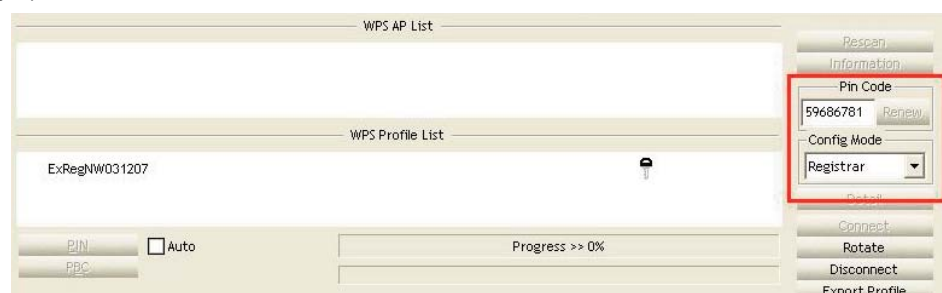 WPS AP List
Rescan
Information
Pin Code
59686781 Renew
WPS Profile List
Config Mode
ExRegNW031207
Registrar
Detail
Connect
PIN Auto Progress >> 0%
Rotate
PBC
Disconnect
Export Profile